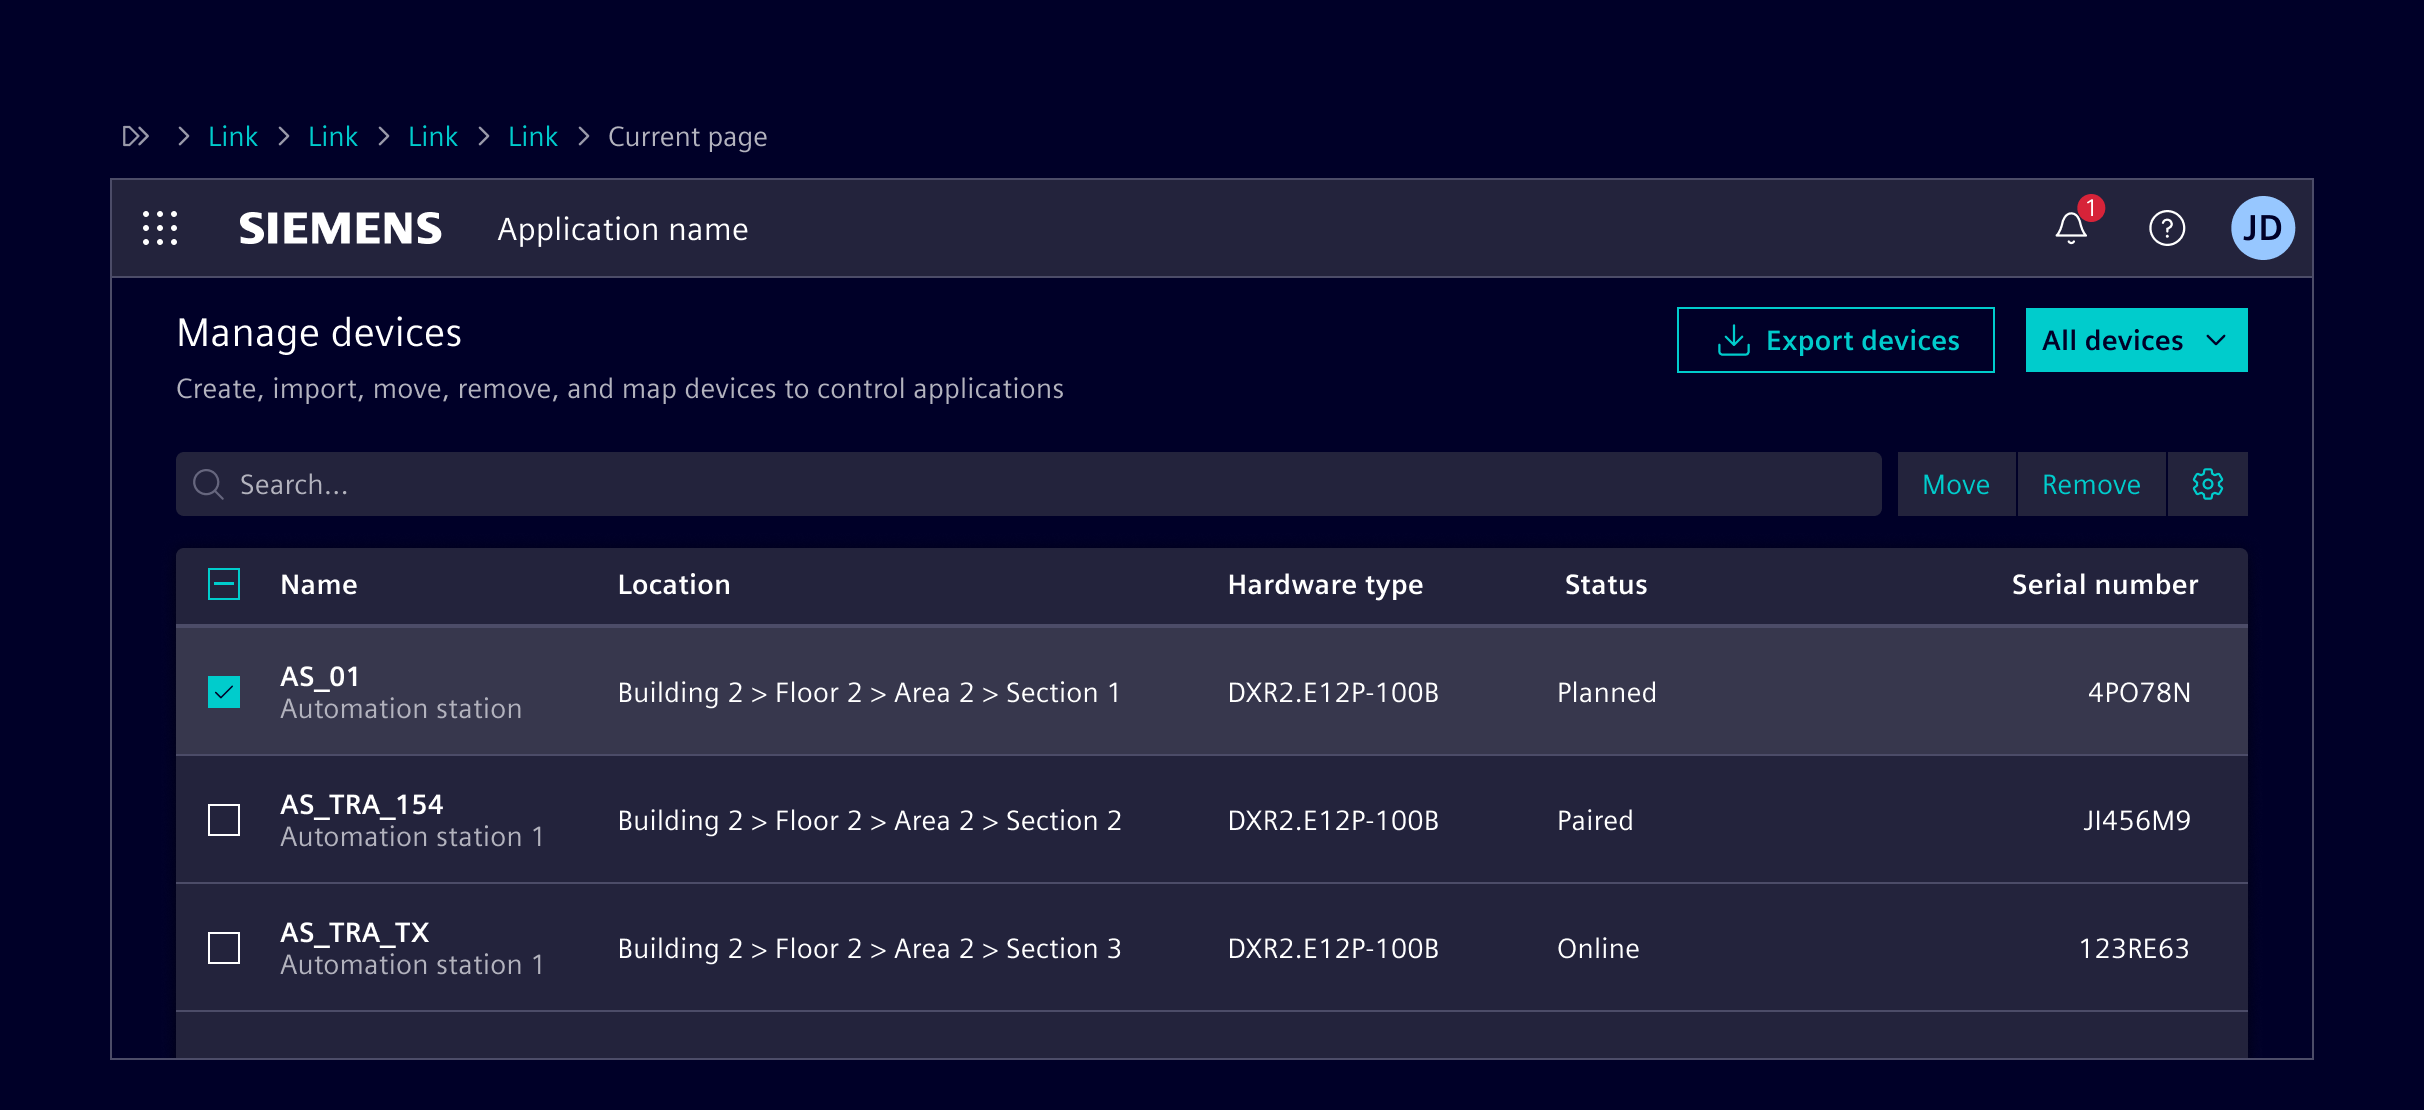 Link > Link > Link > Link > Current page
SIEMENS Application name 1 ? JD
Manage devices
Export devices All devices
Create, import, move, remove, and map devices to control applications
Search... Move Remove
Name Location Hardware type Status Serial number
AS_01
Automation station
Building 2 > Floor 2 > Area 2 > Section 1 DXR2.E12P-100B Planned 4PO78N
AS_TRA_154
Automation station 1
Building 2 > Floor 2 > Area 2 > Section 2 DXR2.E12P-100B Paired JI456M9
AS_TRA_TX
Automation station 1
Building 2 > Floor 2 > Area 2 > Section 3 DXR2.E12P-100B Online 123RE63